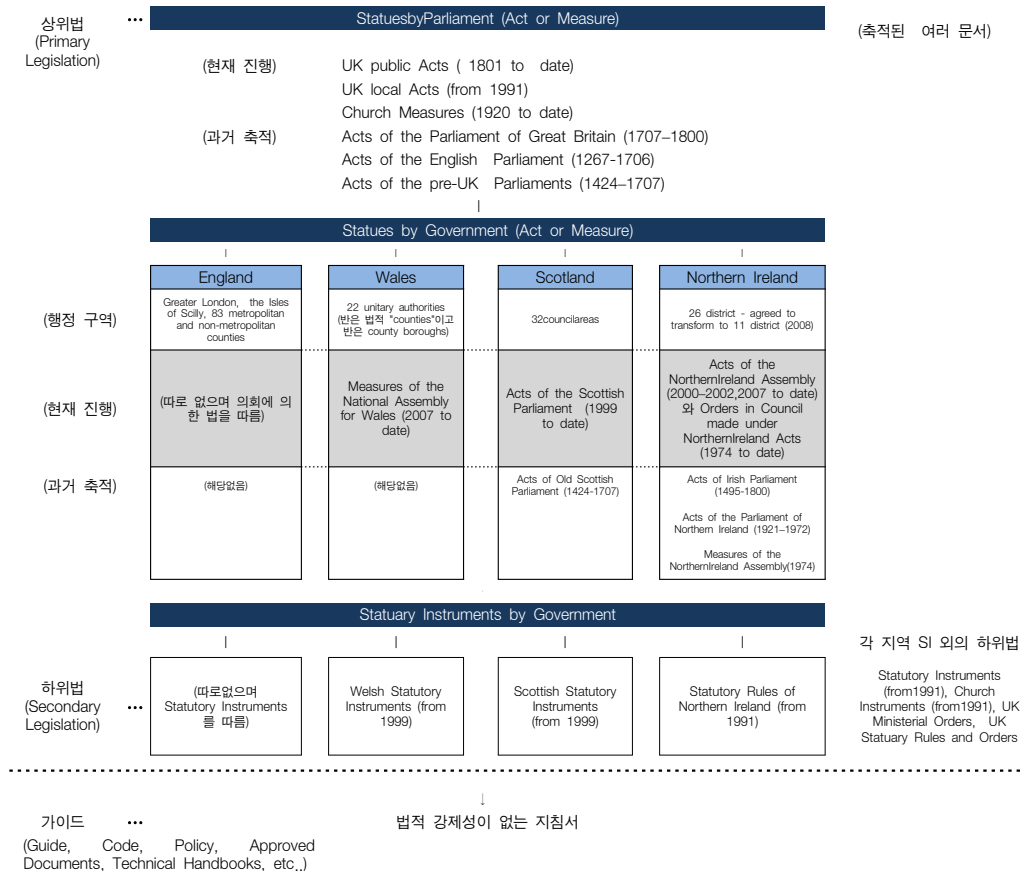 상위법 ••• StatuesbyParliament (Act or Measure) (축적된 여러 문서)
(Primary
Legislation)
(현재 진행) UK public Acts ( 1801 to date)
UK local Acts (from 1991)
Church Measures (1920 to date)
(과거 축적) Acts of the Parliament of Great Britain (1707–1800)
Acts of the English Parliament (1267-1706)
Acts of the pre-UK Parliaments (1424–1707)
Statues by Government (Act or Measure)
England Wales Scotland Northern Ireland
(행정 구역)
Greater London, the Isles
of Scilly, 83 metropolitan
and non-metropolitan
counties
22 unitary authorities
(반은 법적 "counties"이고
반은 county boroughs)
32councilareas
26 district - agreed to
transform to 11 district (2008)
(현재 진행)
(따로 없으며 의회에 의
한 법을 따름)
Measures of the
National Assembly
for Wales (2007 to
date)
Acts of the Scottish
Parliament (1999
to date)
Acts of the
NorthernIreland Assembly
(2000–2002,2007 to date)
와 Orders in Council
made under
NorthernIreland Acts
(1974 to date)
(과거 축적)
(해당없음)
(해당없음)
Acts of Old Scottish
Parliament (1424-1707)
Acts of Irish Parliament
(1495-1800)
Acts of the Parliament of
Northern Ireland (1921–1972)
Measures of the
NorthernIreland Assembly(1974)
Statuary Instruments by Government
하위법 •••
(Secondary
Legislation)
(따로없으며
Statutory Instruments
를 따름)
Welsh Statutory
Instruments (from
1999)
Scottish Statutory
Instruments
(from 1999)
Statutory Rules of
Northern Ireland (from
1991)
각 지역 SI 외의 하위법
Statutory Instruments
(from1991), Church
Instruments (from1991), UK
Ministerial Orders, UK
Statuary Rules and Orders
↓
가이드 ••• 법적 강제성이 없는 지침서
(Guide, Code, Policy, Approved
Documents, Technical Handbooks, etc..)